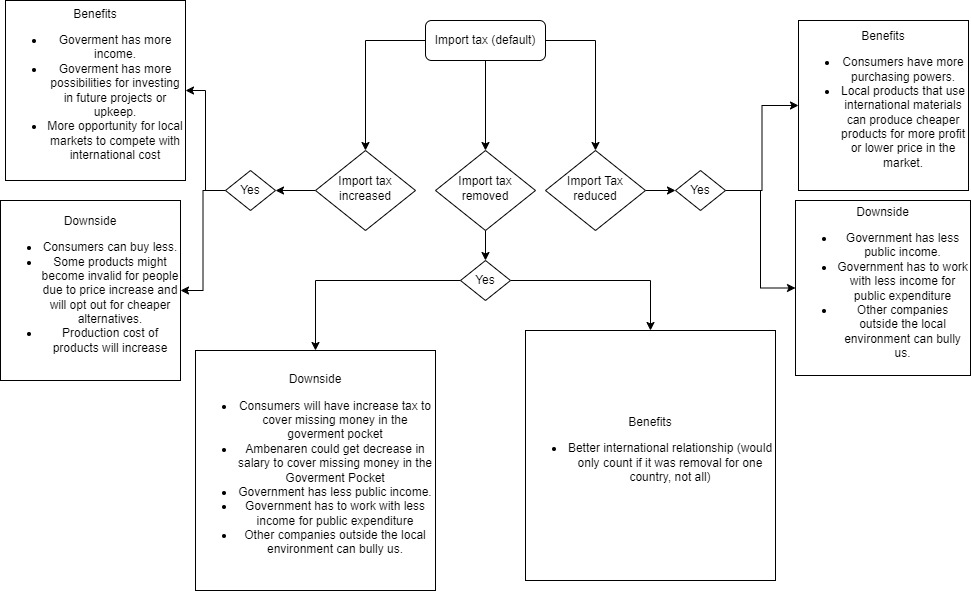 Import tax (default)
Import tax
increased
Import tax
removed
Import Tax
reduced
Yes
Yes
Yes
Benefits
• Goverment has more
income.
• Goverment has more
possibilities for investing
in future projects or
upkeep.
• More opportunity for local
markets to compete with
international cost
Downside
• Consumers can buy less.
• Some products might
become invalid for people
due to price increase and
will opt out for cheaper
alternatives.
• Production cost of
products will increase
Downside
• Consumers will have increase tax to
cover missing money in the
goverment pocket
• Ambenaren could get decrease in
salary to cover missing money in the
Goverment Pocket
• Government has less public income.
• Government has to work with less
income for public expenditure
• Other companies outside the local
environment can bully us.
Benefits
• Better international relationship (would
only count if it was removal for one
country, not all)
Benefits
• Consumers have more
purchasing powers.
• Local products that use
international materials
can produce cheaper
products for more profit
or lower price in the
market.
Downside
• Government has less
public income.
• Government has to work
with less income for
public expenditure
• Other companies
outside the local
environment can bully
us.